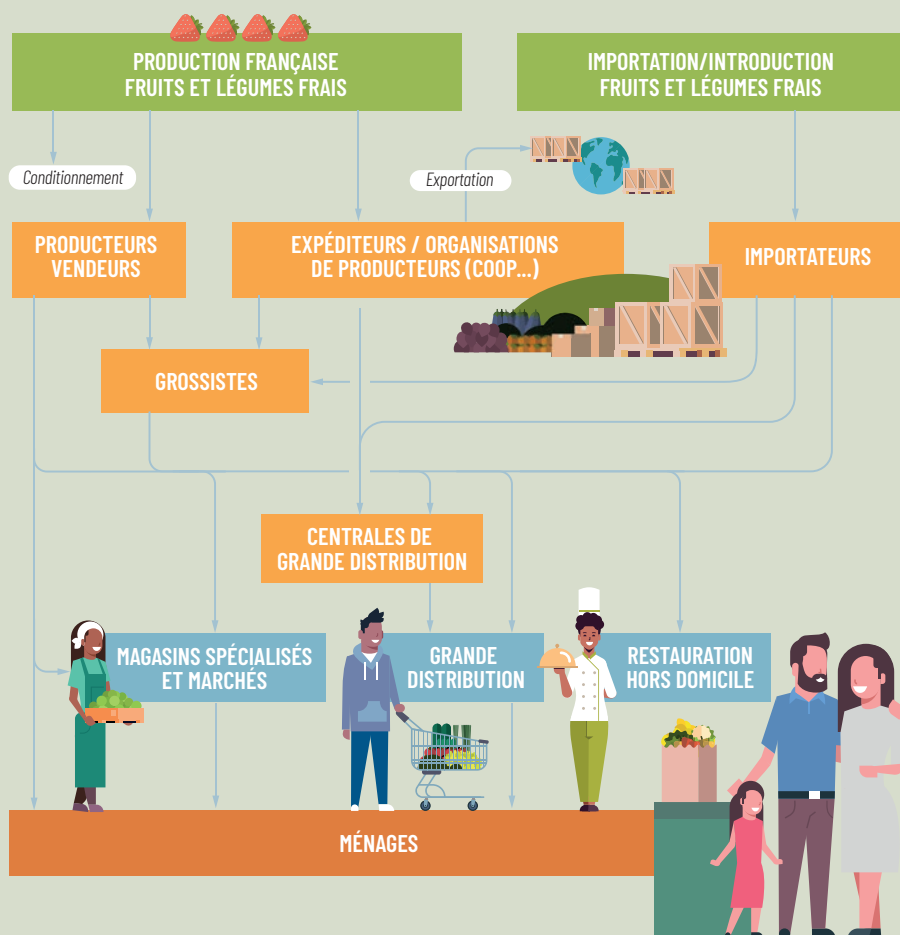 PRODUCTION FRANÇAISE
FRUITS ET LÉGUMES FRAIS
IMPORTATION/INTRODUCTION
FRUITS ET LÉGUMES FRAIS
Conditionnement
Exportation
PRODUCTEURS
VENDEURS
EXPÉDITEURS / ORGANISATIONS
DE PRODUCTEURS (COOP...)
IMPORTATEURS
GROSSISTES
CENTRALES DE
GRANDE DISTRIBUTION
MAGASINS SPÉCIALISÉS
ET MARCHÉS
GRANDE
DISTRIBUTION
RESTAURATION
HORS DOMICILE
MÉNAGES